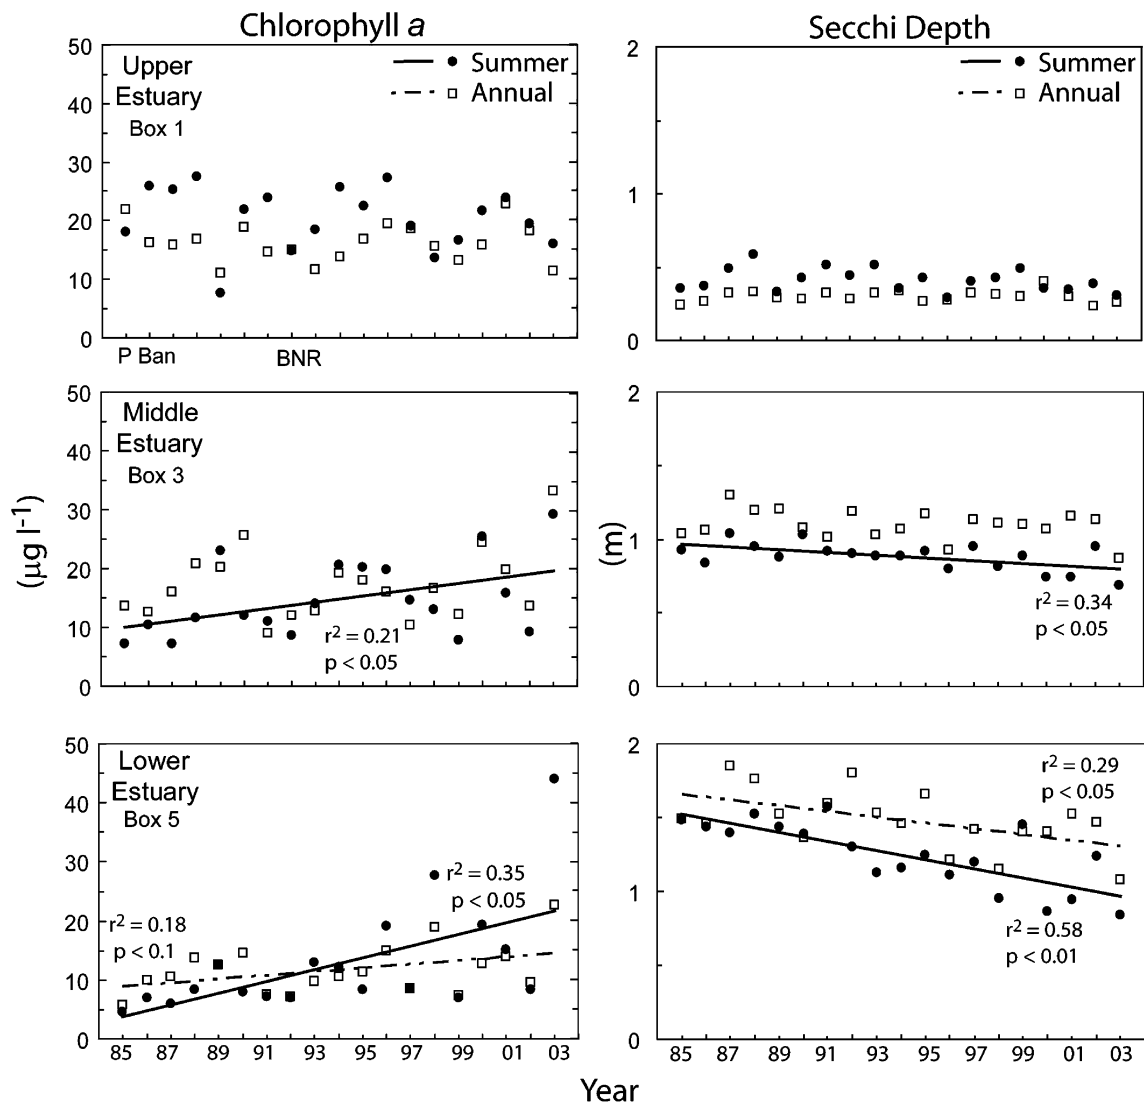 Chlorophyll a
Secchi Depth
50
40
30
20
10
0
Upper
Estuary
Box 1
Summer
Annual
P Ban
BNR
2
1
0
Summer
Annual
50
40
30
20
10
0
Middle
Estuary
Box 3
r² = 0.21
p < 0.05
(µg l⁻¹)
2
1
0
(m)
r² = 0.34
p < 0.05
50
40
30
20
10
0
Lower
Estuary
Box 5
r² = 0.18
p < 0.1
r² = 0.35
p < 0.05
85 87 89 91 93 95 97 99 01 03
2
1
0
r² = 0.29
p < 0.05
r² = 0.58
p < 0.01
85 87 89 91 93 95 97 99 01 03
Year